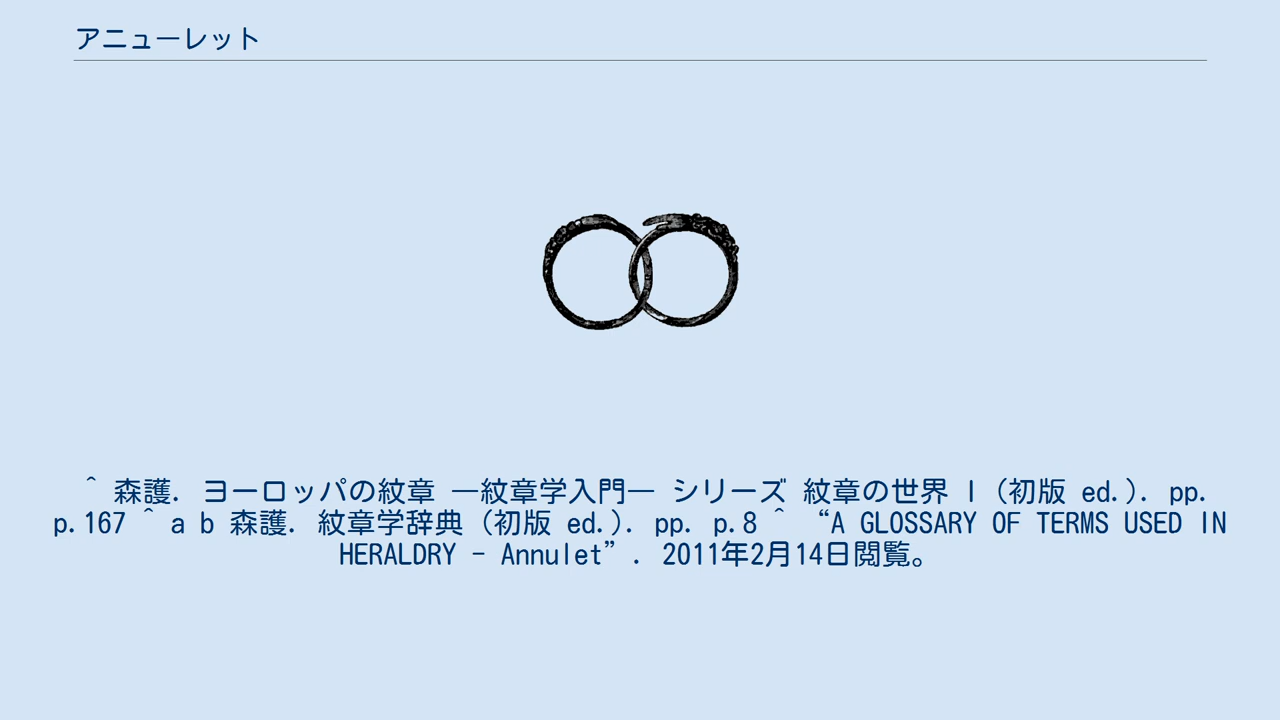 アニューレット
^ 森護. ヨーロッパの紋章 ―紋章学入門― シリーズ 紋章の世界 I (初版 ed.). pp.
p.167 ^ a b 森護. 紋章学辞典 (初版 ed.). pp. p.8 ^ “A GLOSSARY OF TERMS USED IN
HERALDRY - Annulet”. 2011年2月14日閲覧。